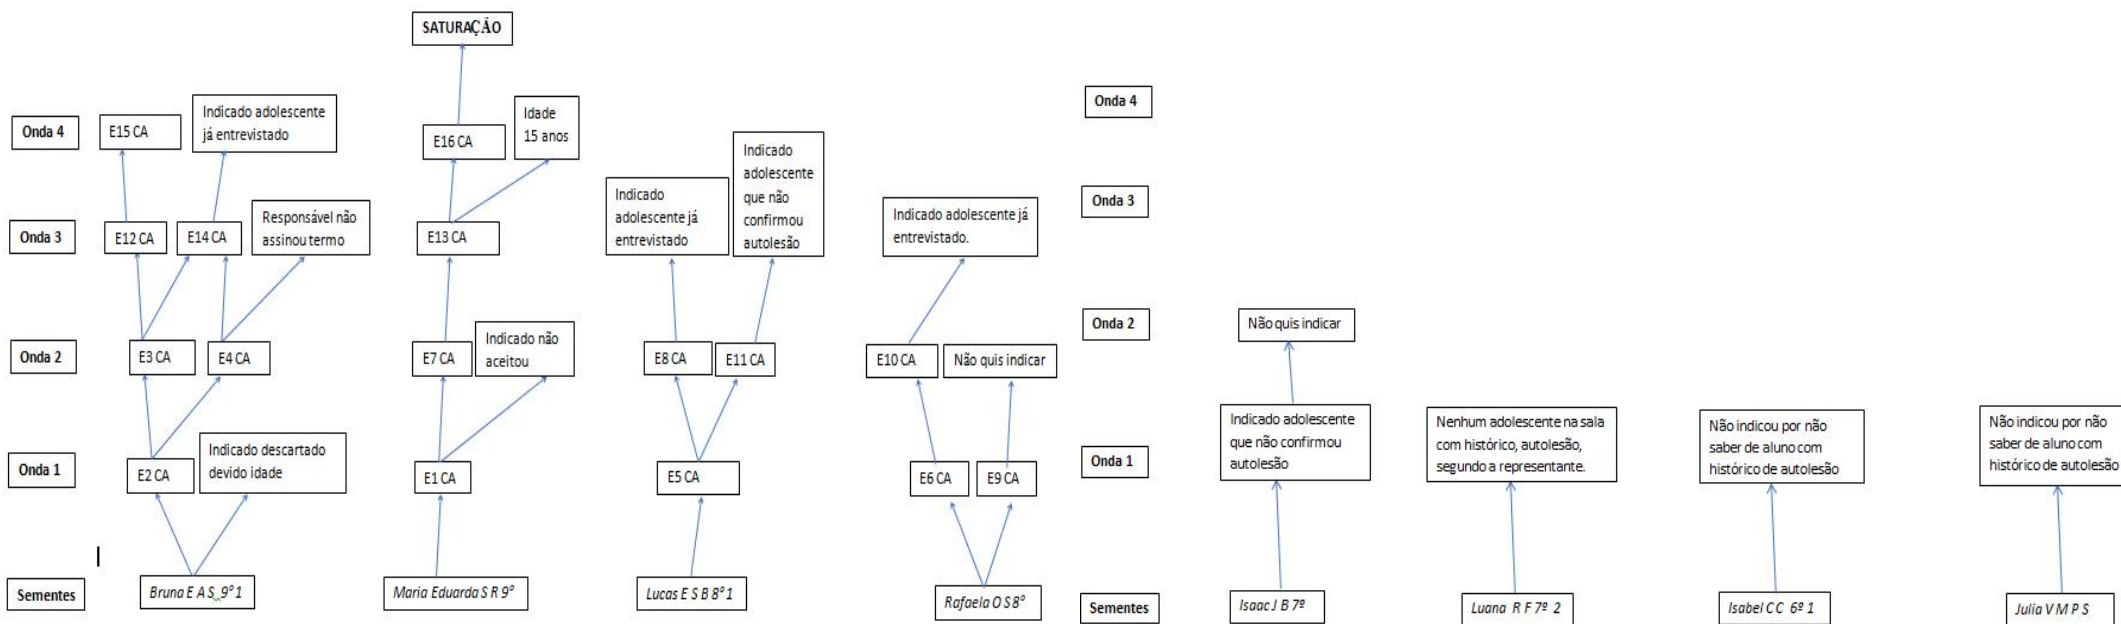 SATURAÇÃO
Onda 4
E15 CA
Indicado adolescente
já entrevistado
E16 CA
Idade
15 anos
Indicado
adolescente
que não
confirmou
autolesão
Onda 3
E12 CA
E14 CA
Responsável não
assinou termo
E13 CA
Indicado
adolescente já
entrevistado
Indicado adolescente já
entrevistado.
Onda 2
E3 CA
E4 CA
E7 CA
Indicado não
aceitou
E8 CA
E11 CA
E10 CA
Não quis indicar
Onda 1
E2 CA
Indicado descartado
devido idade
E1 CA
E5 CA
E6 CA
E9 CA
Sementes
Bruna E A S 9º 1
Maria Eduarda S R 9º
Lucas E S B 8º 1
Rafaela O S 8º
Onda 4
Onda 3
Onda 2
Não quis indicar
Onda 1
Indicado adolescente
que não confirmou
autolesão
Nenhum adolescente na sala
com histórico, autolesão,
segundo a representante.
Não indicou por não
saber de aluno com
histórico de autolesão
Não indicou por não
saber de aluno com
histórico de autolesão
Sementes
Isaac J B 7º
Luana R F 7º 2
Isabel C C 6º 1
Julia V M P S